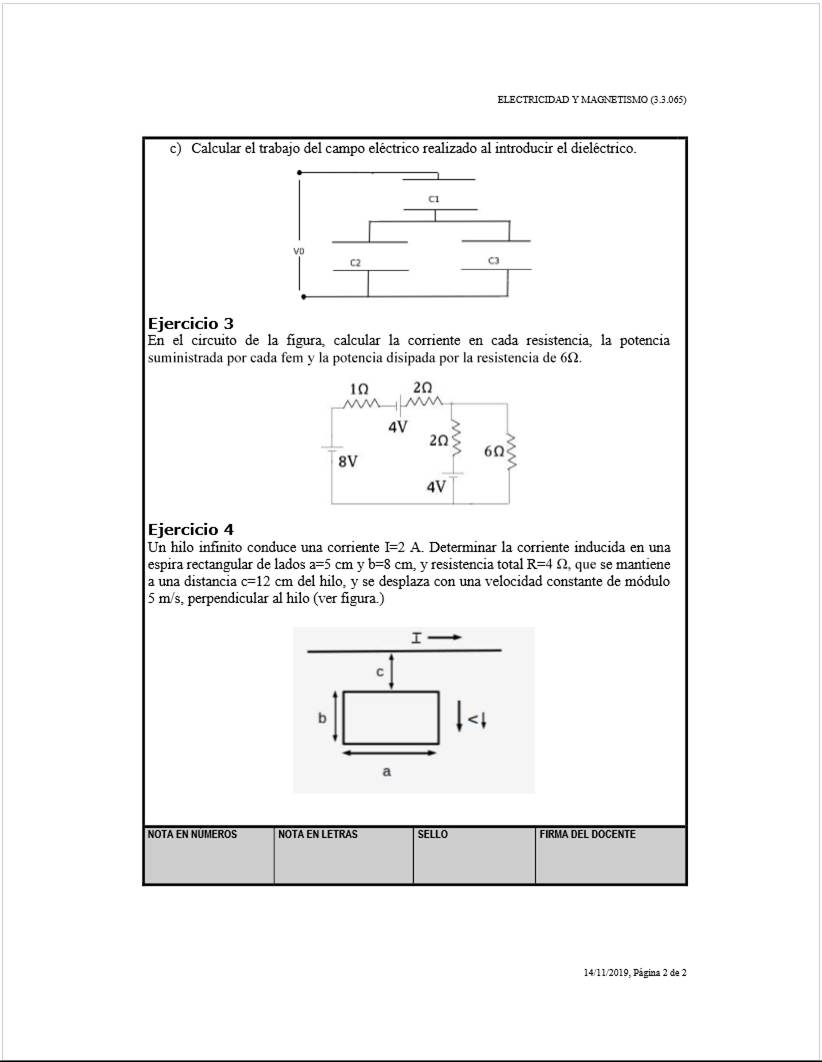 ELECTRICIDAD Y MAGNETISMO (3.3.065)
c) Calcular el trabajo del campo eléctrico realizado al introducir el dieléctrico.
C1
V0
C2
C3
Ejercicio 3
En el circuito de la figura, calcular la corriente en cada resistencia, la potencia
suministrada por cada fem y la potencia disipada por la resistencia de 6Ω.
1Ω
2Ω
4V
2Ω
6Ω
8V
4V
Ejercicio 4
Un hilo infinito conduce una corriente I=2 A. Determinar la corriente inducida en una
espira rectangular de lados a=5 cm y b=8 cm, y resistencia total R=4 Ω, que se mantiene
a una distancia c=12 cm del hilo, y se desplaza con una velocidad constante de módulo
5 m/s, perpendicular al hilo (ver figura.)
I
c
b
<
a
NOTA EN NÚMEROS
NOTA EN LETRAS
SELLO
FIRMA DEL DOCENTE
14/11/2019, Página 2 de 2